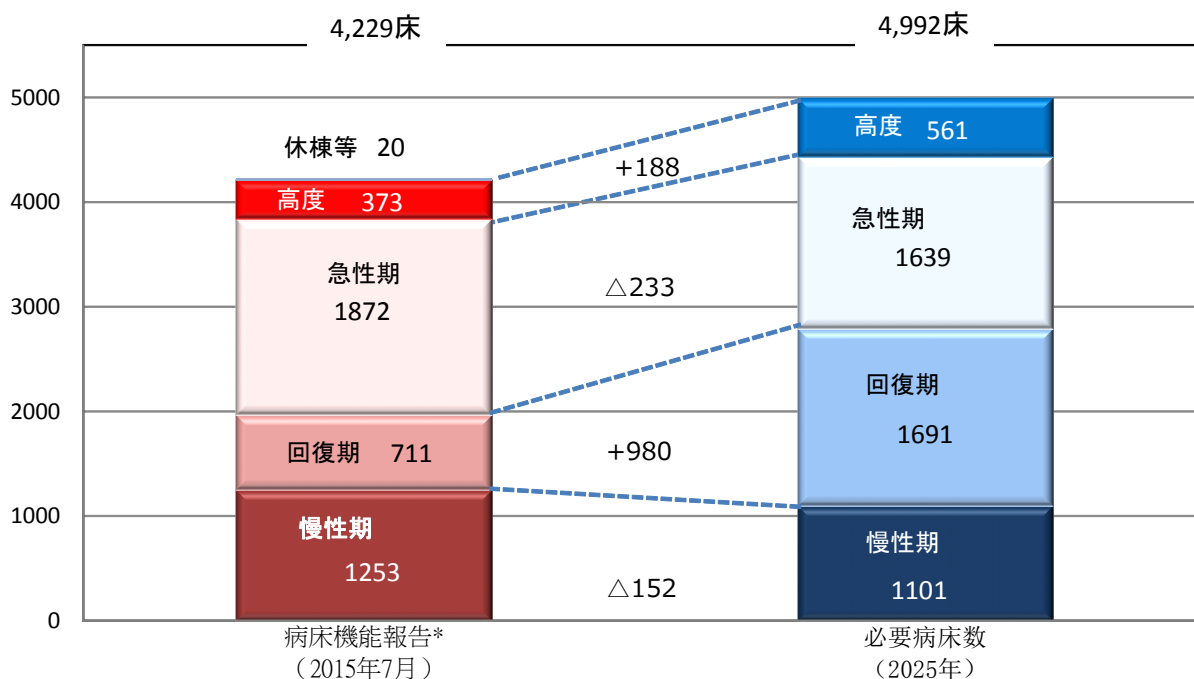 4,229床
4,992床
5000
4000
3000
2000
1000
0
休棟等 20
高度 373
急性期
1872
回復期 711
慢性期
1253
+188
△233
+980
△152
高度 561
急性期
1639
回復期
1691
慢性期
1101
病床機能報告*
（2015年7月）
必要病床数
（2025年）